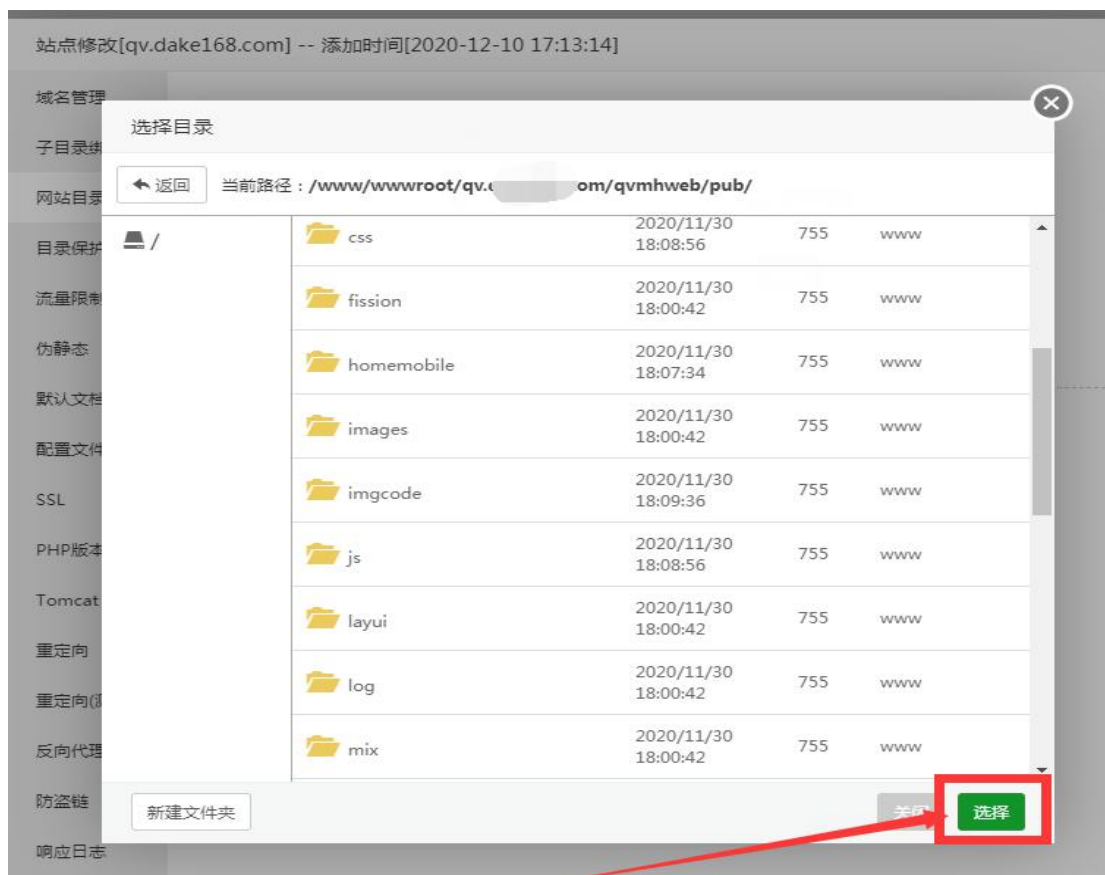 站点修改[qv.dake168.com] -- 添加时间[2020-12-10 17:13:14]
域名管理
选择目录
子目录绑
返回 当前路径：/www/wwwroot/qv. om/qvmhweb/pub/
网站目录
/
css 2020/11/30 18:08:56 755 www
目录保护
fission 2020/11/30 18:00:42 755 www
流量限制
伪静态
homemobile 2020/11/30 18:07:34 755 www
默认文档
images 2020/11/30 18:00:42 755 www
配置文件
imgcode 2020/11/30 18:09:36 755 www
SSL
PHP版本
js 2020/11/30 18:08:56 755 www
Tomcat
layui 2020/11/30 18:00:42 755 www
重定向
log 2020/11/30 18:00:42 755 www
重定向(测
反向代理
mix 2020/11/30 18:00:42 755 www
防盗链
新建文件夹 关闭 选择
响应日志